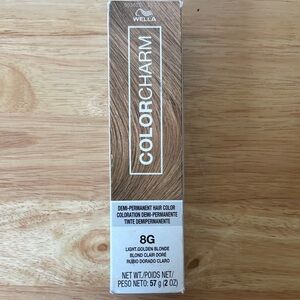 WELLA
COLORCHARM
DEMI-PERMANENT HAIR COLOR
COLORATION DEMI-PERMANENTE
TINTE DEMIPERMANENTE
8G
LIGHT GOLDEN BLONDE
BLOND CLAIR DORÉ
RUBIO DORADO CLARO
NET WT./POIDS NET/
PESO NETO: 57 g (2 OZ)